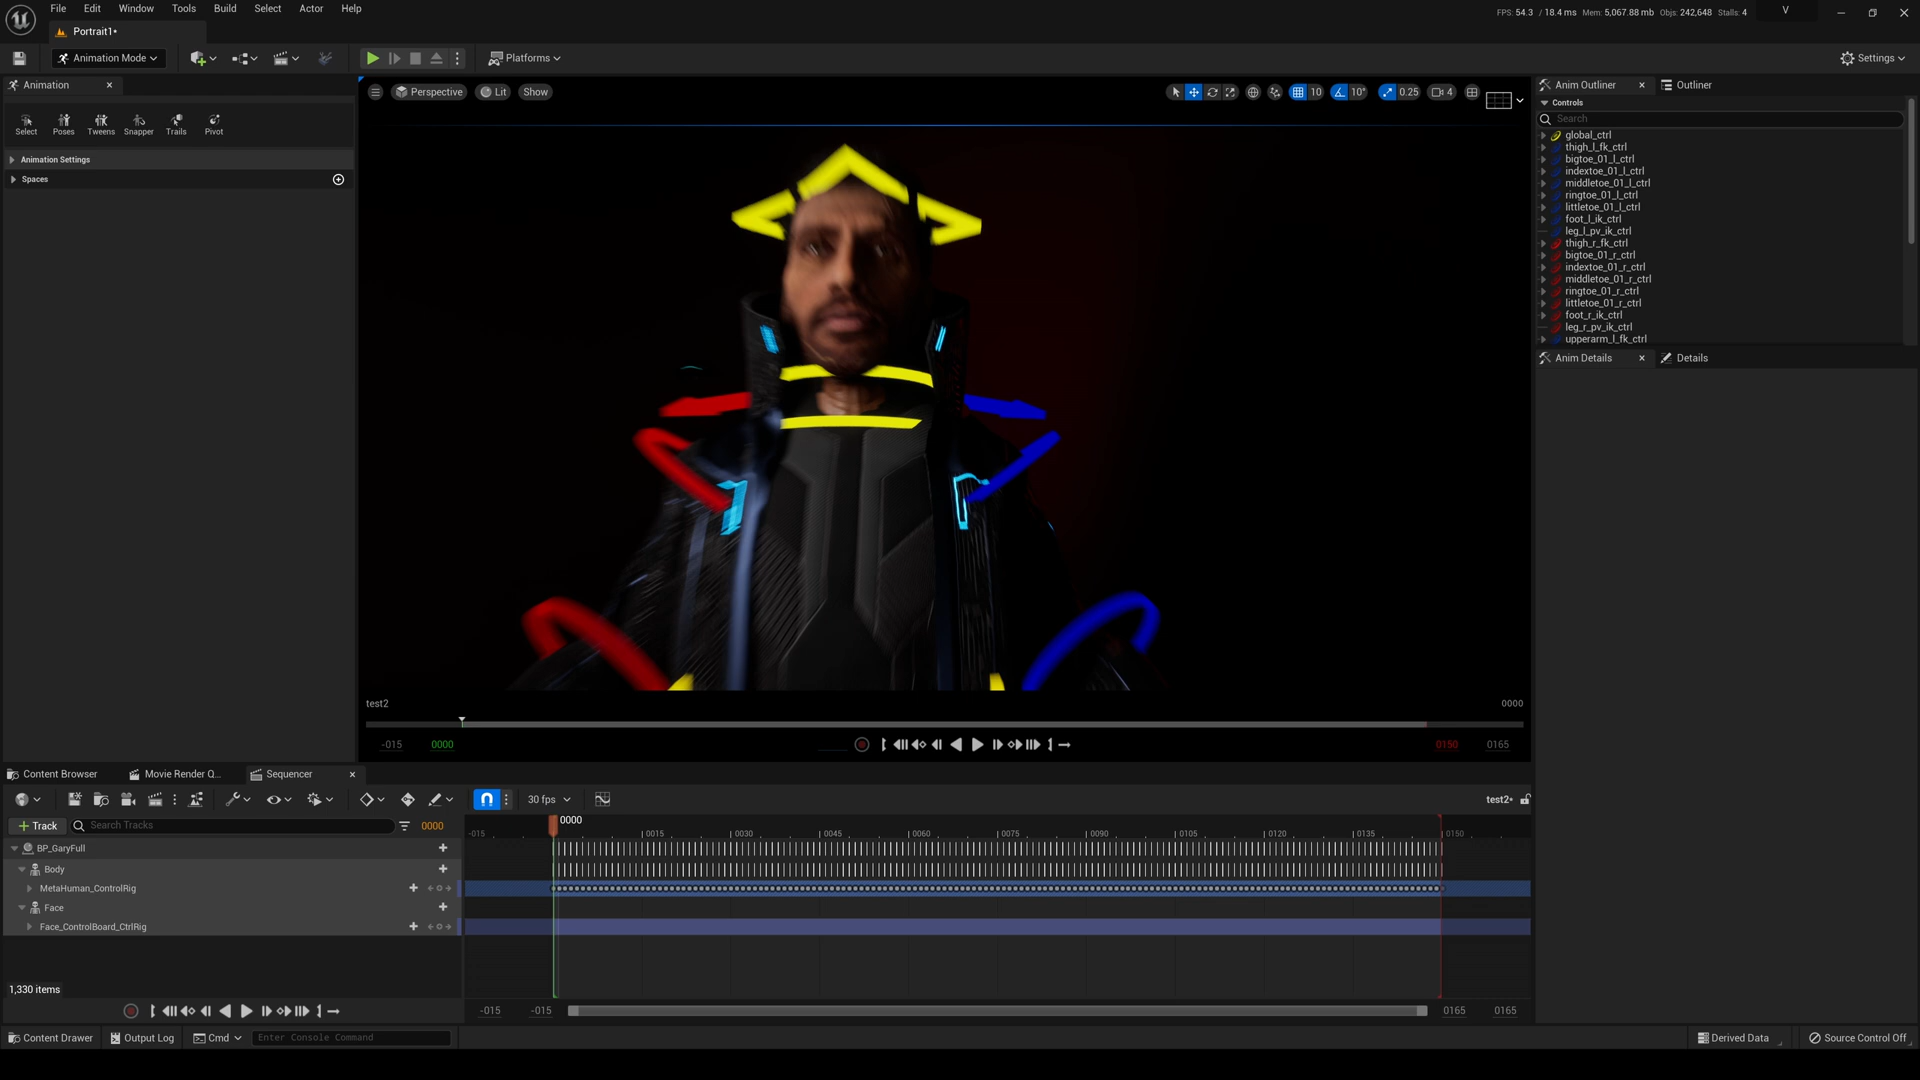 File Edit Window Tools Build Select Actor Help
FPS: 54.3 / 18.4 ms Mem: 5,067.88 mb Objs: 242,648 Stalls: 4 V
Portrait1*
Animation Mode
Platforms
Settings
Animation
Perspective Lit Show
10 10° 0.25 4
Anim Outliner Outliner
Controls
Search
Select Poses Tweens Snapper Trails Pivot
Animation Settings
Spaces
global_ctrl
thigh_l_fk_ctrl
bigtoe_01_l_ctrl
indextoe_01_l_ctrl
middletoe_01_l_ctrl
ringtoe_01_l_ctrl
littletoe_01_l_ctrl
foot_l_ik_ctrl
leg_l_pv_ik_ctrl
thigh_r_fk_ctrl
bigtoe_01_r_ctrl
indextoe_01_r_ctrl
middletoe_01_r_ctrl
ringtoe_01_r_ctrl
littletoe_01_r_ctrl
foot_r_ik_ctrl
leg_r_pv_ik_ctrl
upperarm_l_fk_ctrl
Anim Details Details
test2 0000
-015 0000 0150 0165
Content Browser Movie Render Q... Sequencer
30 fps test2*
Track Search Tracks 0000
0000
-015 0015 0030 0045 0060 0075 0090 0105 0120 0135 0150
BP_GaryFull
Body
MetaHuman_ControlRig
Face
Face_ControlBoard_CtrlRig
1,330 items
-015 -015 0165 0165
Content Drawer Output Log Cmd Enter Console Command Derived Data Source Control Off